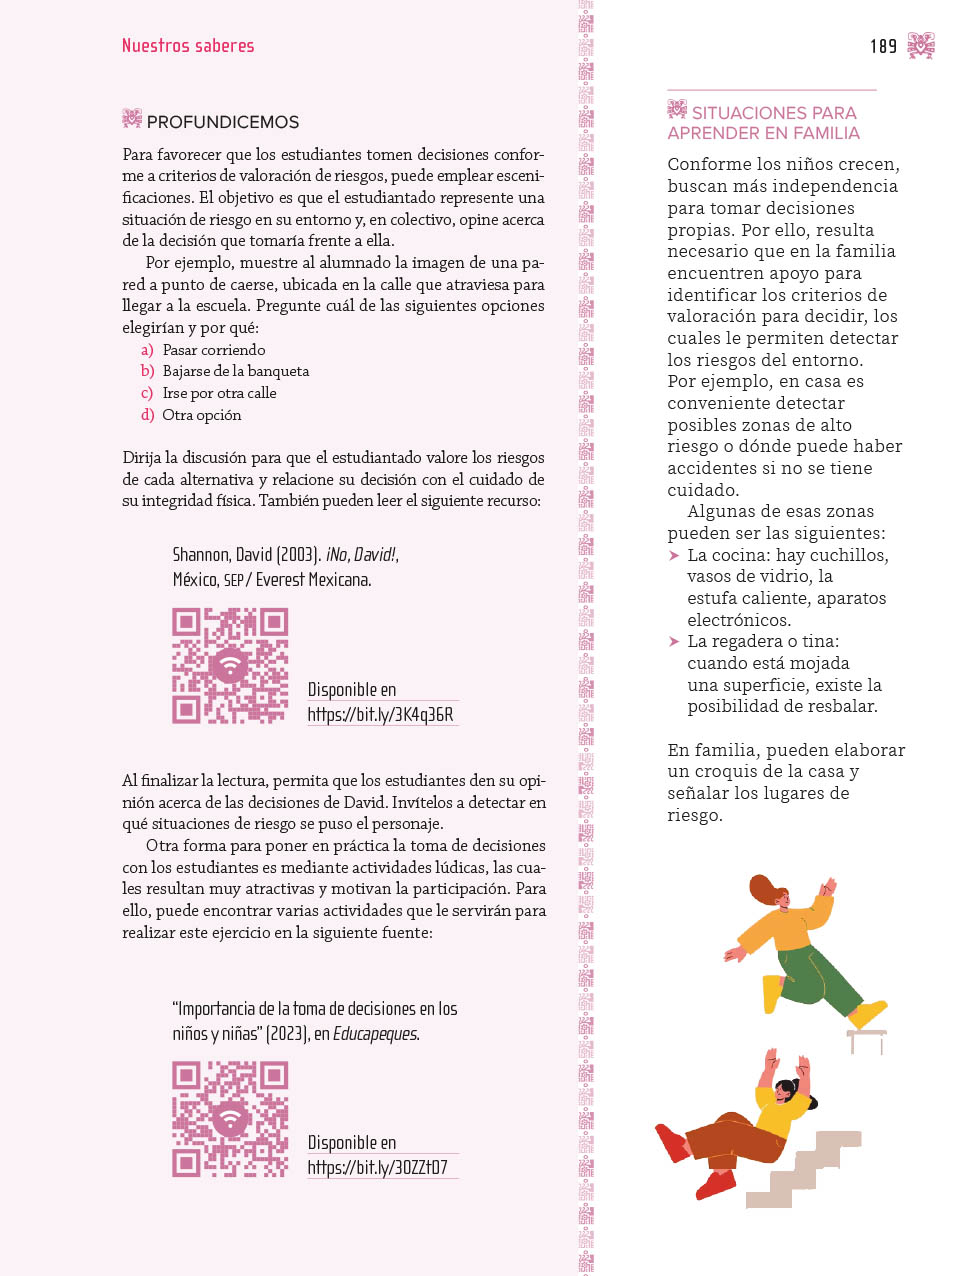 Nuestros saberes
189
PROFUNDICEMOS
Para favorecer que los estudiantes tomen decisiones confor-
me a criterios de valoración de riesgos, puede emplear esceni-
ficaciones. El objetivo es que el estudiantado represente una
situación de riesgo en su entorno y, en colectivo, opine acerca
de la decisión que tomaría frente a ella.
Por ejemplo, muestre al alumnado la imagen de una pa-
red a punto de caerse, ubicada en la calle que atraviesa para
llegar a la escuela. Pregunte cuál de las siguientes opciones
elegirían y por qué:
a) Pasar corriendo
b) Bajarse de la banqueta
c) Irse por otra calle
d) Otra opción
Dirija la discusión para que el estudiantado valore los riesgos
de cada alternativa y relacione su decisión con el cuidado de
su integridad física. También pueden leer el siguiente recurso:
Shannon, David (2003). ¡No, David!,
México, SEP/ Everest Mexicana.
Disponible en
https://bit.ly/3K4q36R
Al finalizar la lectura, permita que los estudiantes den su opi-
nión acerca de las decisiones de David. Invítelos a detectar en
qué situaciones de riesgo se puso el personaje.
Otra forma para poner en práctica la toma de decisiones
con los estudiantes es mediante actividades lúdicas, las cua-
les resultan muy atractivas y motivan la participación. Para
ello, puede encontrar varias actividades que le servirán para
realizar este ejercicio en la siguiente fuente:
“Importancia de la toma de decisiones en los
niños y niñas” (2023), en Educapeques.
Disponible en
https://bit.ly/3OZZtD7
SITUACIONES PARA
APRENDER EN FAMILIA
Conforme los niños crecen,
buscan más independencia
para tomar decisiones
propias. Por ello, resulta
necesario que en la familia
encuentren apoyo para
identificar los criterios de
valoración para decidir, los
cuales le permiten detectar
los riesgos del entorno.
Por ejemplo, en casa es
conveniente detectar
posibles zonas de alto
riesgo o dónde puede haber
accidentes si no se tiene
cuidado.
Algunas de esas zonas
pueden ser las siguientes:
➤ La cocina: hay cuchillos,
vasos de vidrio, la
estufa caliente, aparatos
electrónicos.
➤ La regadera o tina:
cuando está mojada
una superficie, existe la
posibilidad de resbalar.
En familia, pueden elaborar
un croquis de la casa y
señalar los lugares de
riesgo.